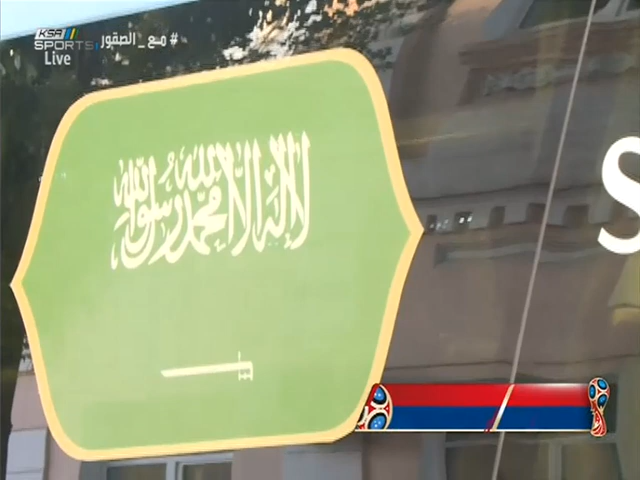 KSA
SPORTS
Live
# مع_الصقور
لا إله إلا الله محمد رسول الله
S